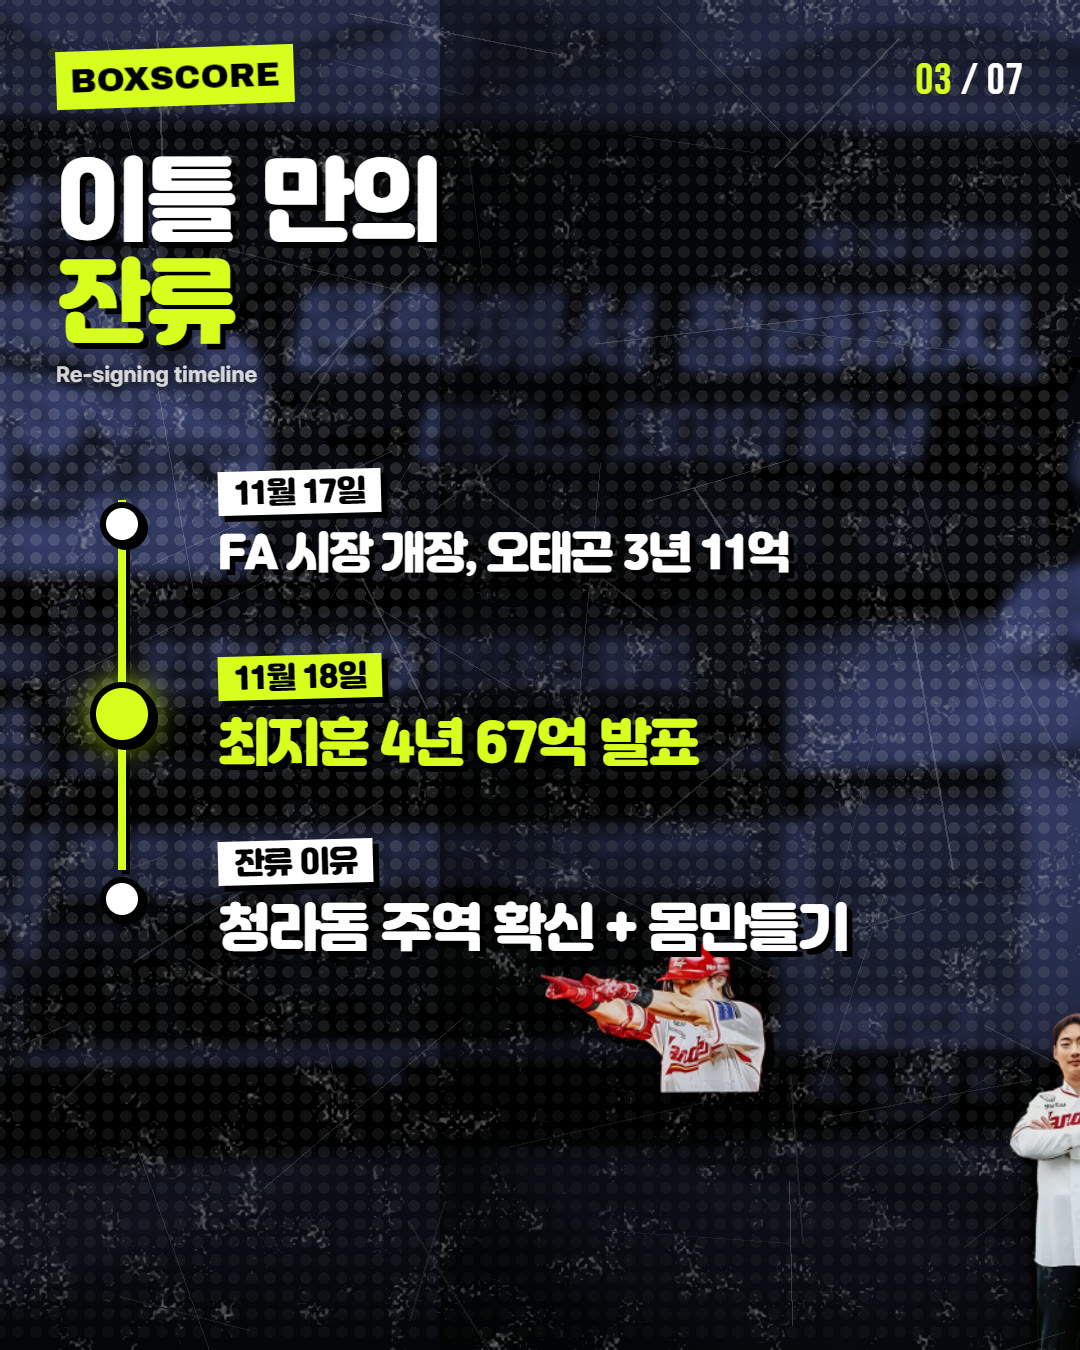 BOXSCORE
03 / 07
이틀 만의
잔류
Re-signing timeline
11월 17일
FA 시장 개장, 오태곤 3년 11억
11월 18일
최지훈 4년 67억 발표
잔류 이유
청라돔 주역 확신 + 몸만들기